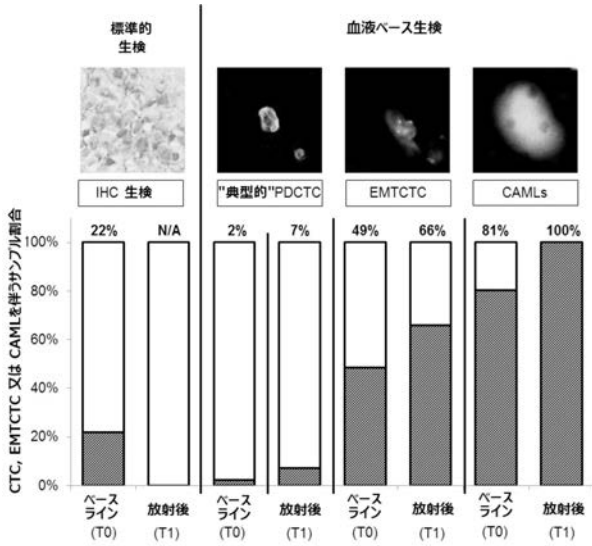 標準的
生検
血液ベース生検
IHC 生検
"典型的"PDCTC
EMTCTC
CAMLs
CTC, EMTCTC 又は CAMLを伴うサンプル割合
22%
N/A
2%
7%
49%
66%
81%
100%
100%
80%
60%
40%
20%
0%
ベース
ライン
(T0)
放射後
(T1)
ベース
ライン
(T0)
放射後
(T1)
ベース
ライン
(T0)
放射後
(T1)
ベース
ライン
(T0)
放射後
(T1)